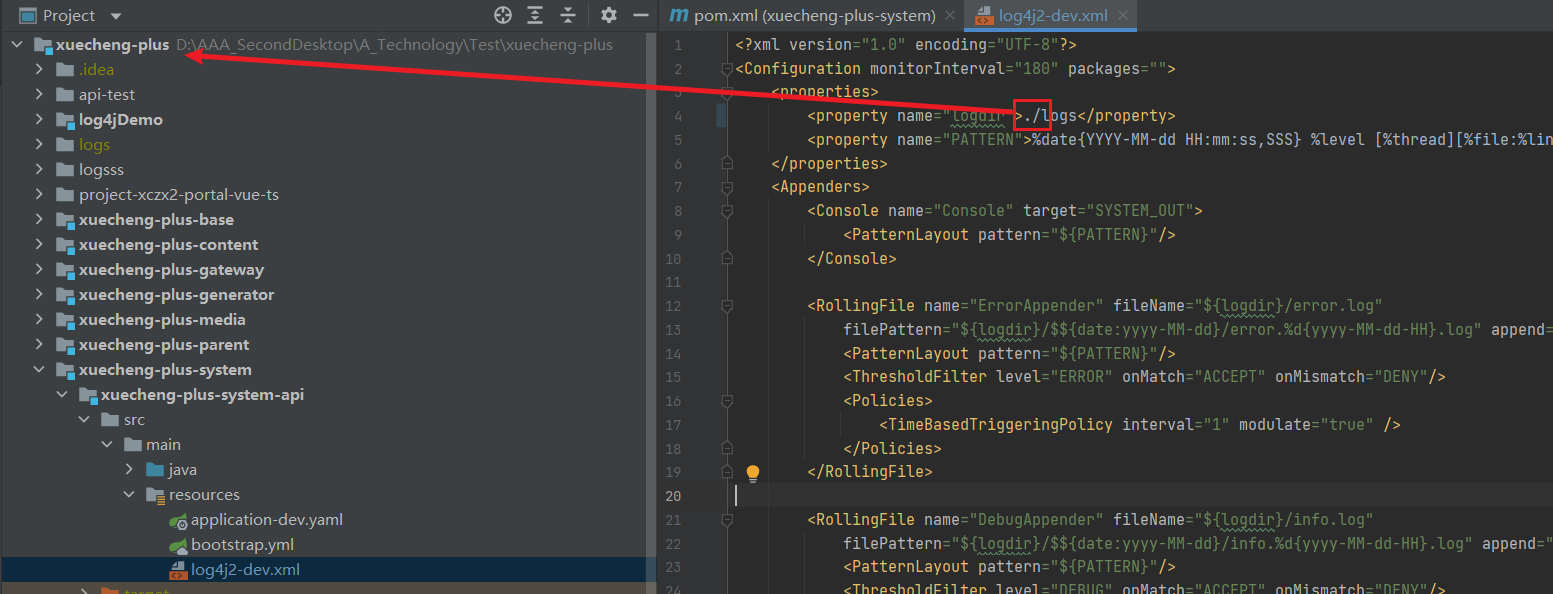 Project
xuecheng-plus D:\AAA_SecondDesktop\A_Technology\Test\xuecheng-plus
.idea
api-test
log4jDemo
logs
logsss
project-xczx2-portal-vue-ts
xuecheng-plus-base
xuecheng-plus-content
xuecheng-plus-gateway
xuecheng-plus-generator
xuecheng-plus-media
xuecheng-plus-parent
xuecheng-plus-system
xuecheng-plus-system-api
src
main
java
resources
application-dev.yaml
bootstrap.yml
log4j2-dev.xml
target
m pom.xml (xuecheng-plus-system) log4j2-dev.xml
1 <?xml version="1.0" encoding="UTF-8"?>
2 <Configuration monitorInterval="180" packages="">
3 <properties>
4 <property name="logdir">./logs</property>
5 <property name="PATTERN">%date{YYYY-MM-dd HH:mm:ss,SSS} %level [%thread][%file:%lin
6 </properties>
7 <Appenders>
8 <Console name="Console" target="SYSTEM_OUT">
9 <PatternLayout pattern="${PATTERN}"/>
10 </Console>
11
12 <RollingFile name="ErrorAppender" fileName="${logdir}/error.log"
13 filePattern="${logdir}/$${date:yyyy-MM-dd}/error.%d{yyyy-MM-dd-HH}.log" append=
14 <PatternLayout pattern="${PATTERN}"/>
15 <ThresholdFilter level="ERROR" onMatch="ACCEPT" onMismatch="DENY"/>
16 <Policies>
17 <TimeBasedTriggeringPolicy interval="1" modulate="true" />
18 </Policies>
19 </RollingFile>
20
21 <RollingFile name="DebugAppender" fileName="${logdir}/info.log"
22 filePattern="${logdir}/$${date:yyyy-MM-dd}/info.%d{yyyy-MM-dd-HH}.log" append="
23 <PatternLayout pattern="${PATTERN}"/>
24 <ThresholdFilter level="DEBUG" onMatch="ACCEPT" onMismatch="DENY"/>